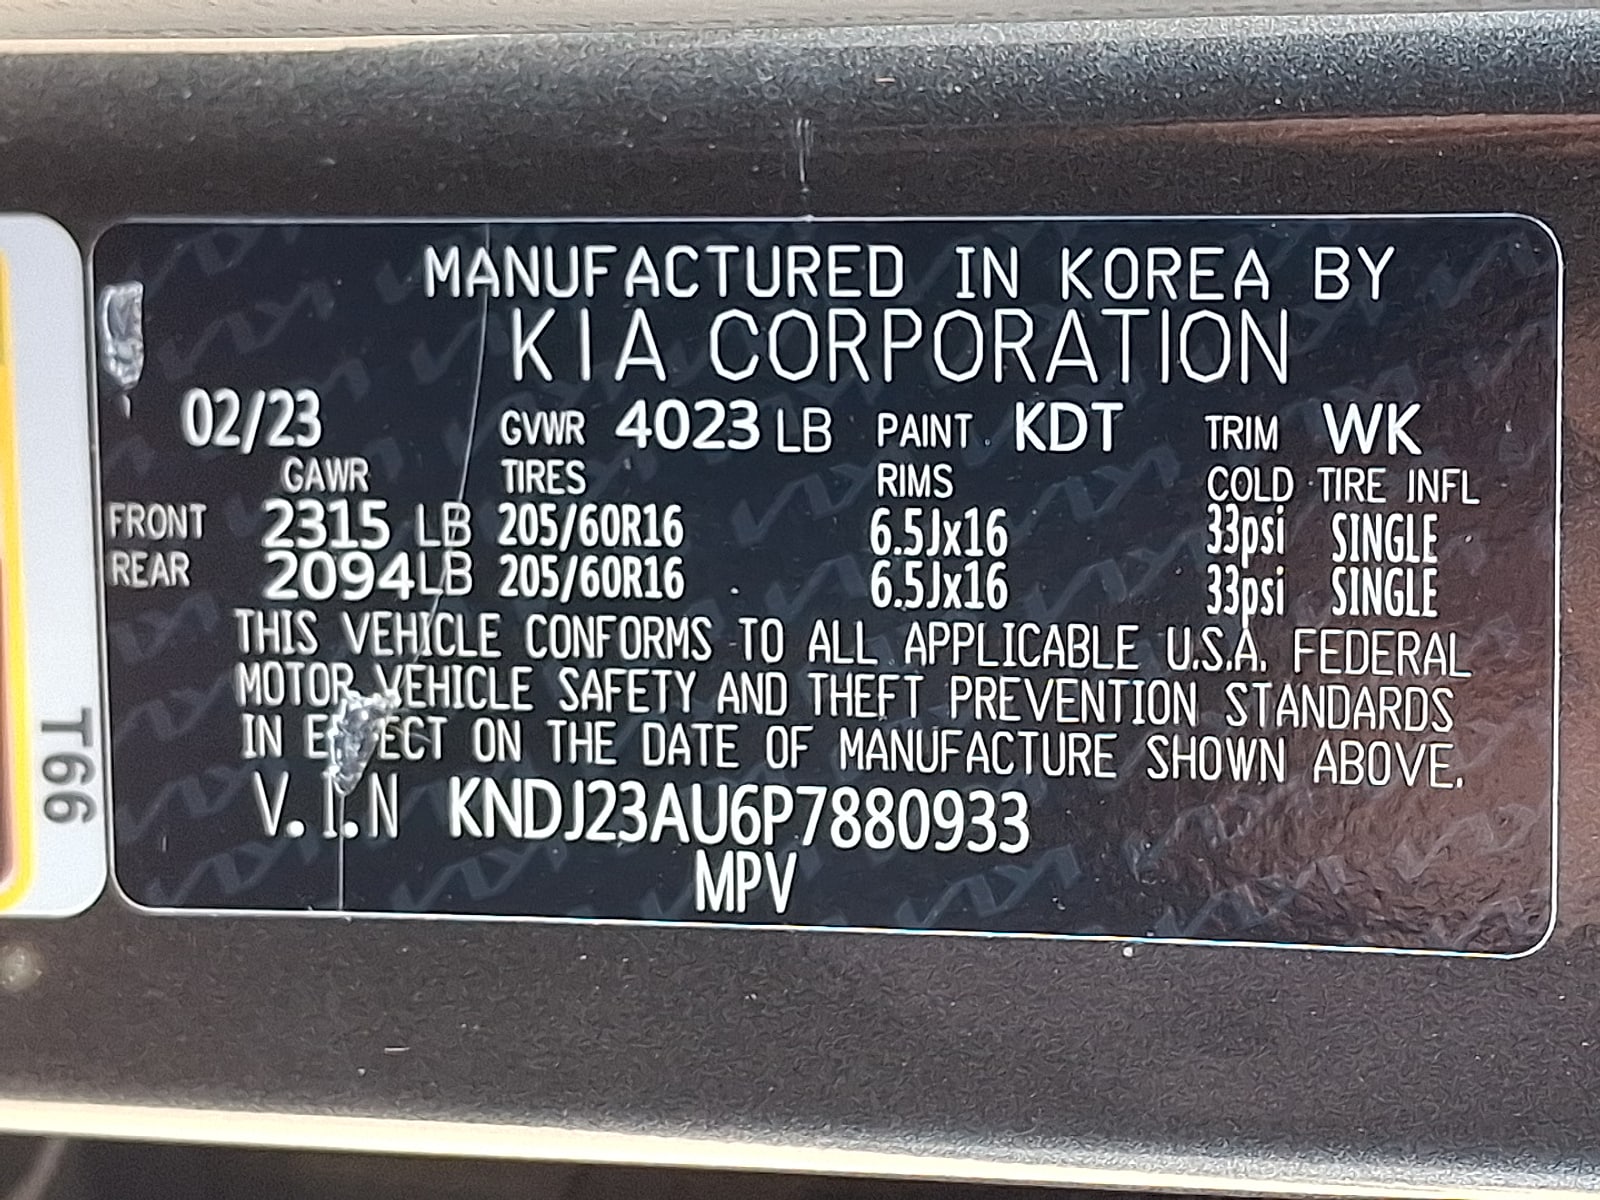 MANUFACTURED IN KOREA BY
KIA CORPORATION
02/23 GVWR 4023 LB PAINT KDT TRIM WK
GAWR TIRES RIMS COLD TIRE INFL
FRONT 2315 LB 205/60R16 6.5Jx16 33psi SINGLE
REAR 2094 LB 205/60R16 6.5Jx16 33psi SINGLE
THIS VEHICLE CONFORMS TO ALL APPLICABLE U.S.A. FEDERAL
MOTOR VEHICLE SAFETY AND THEFT PREVENTION STANDARDS
IN EFFECT ON THE DATE OF MANUFACTURE SHOWN ABOVE.
V.I.N KNDJ23AU6P7880933
MPV
T66